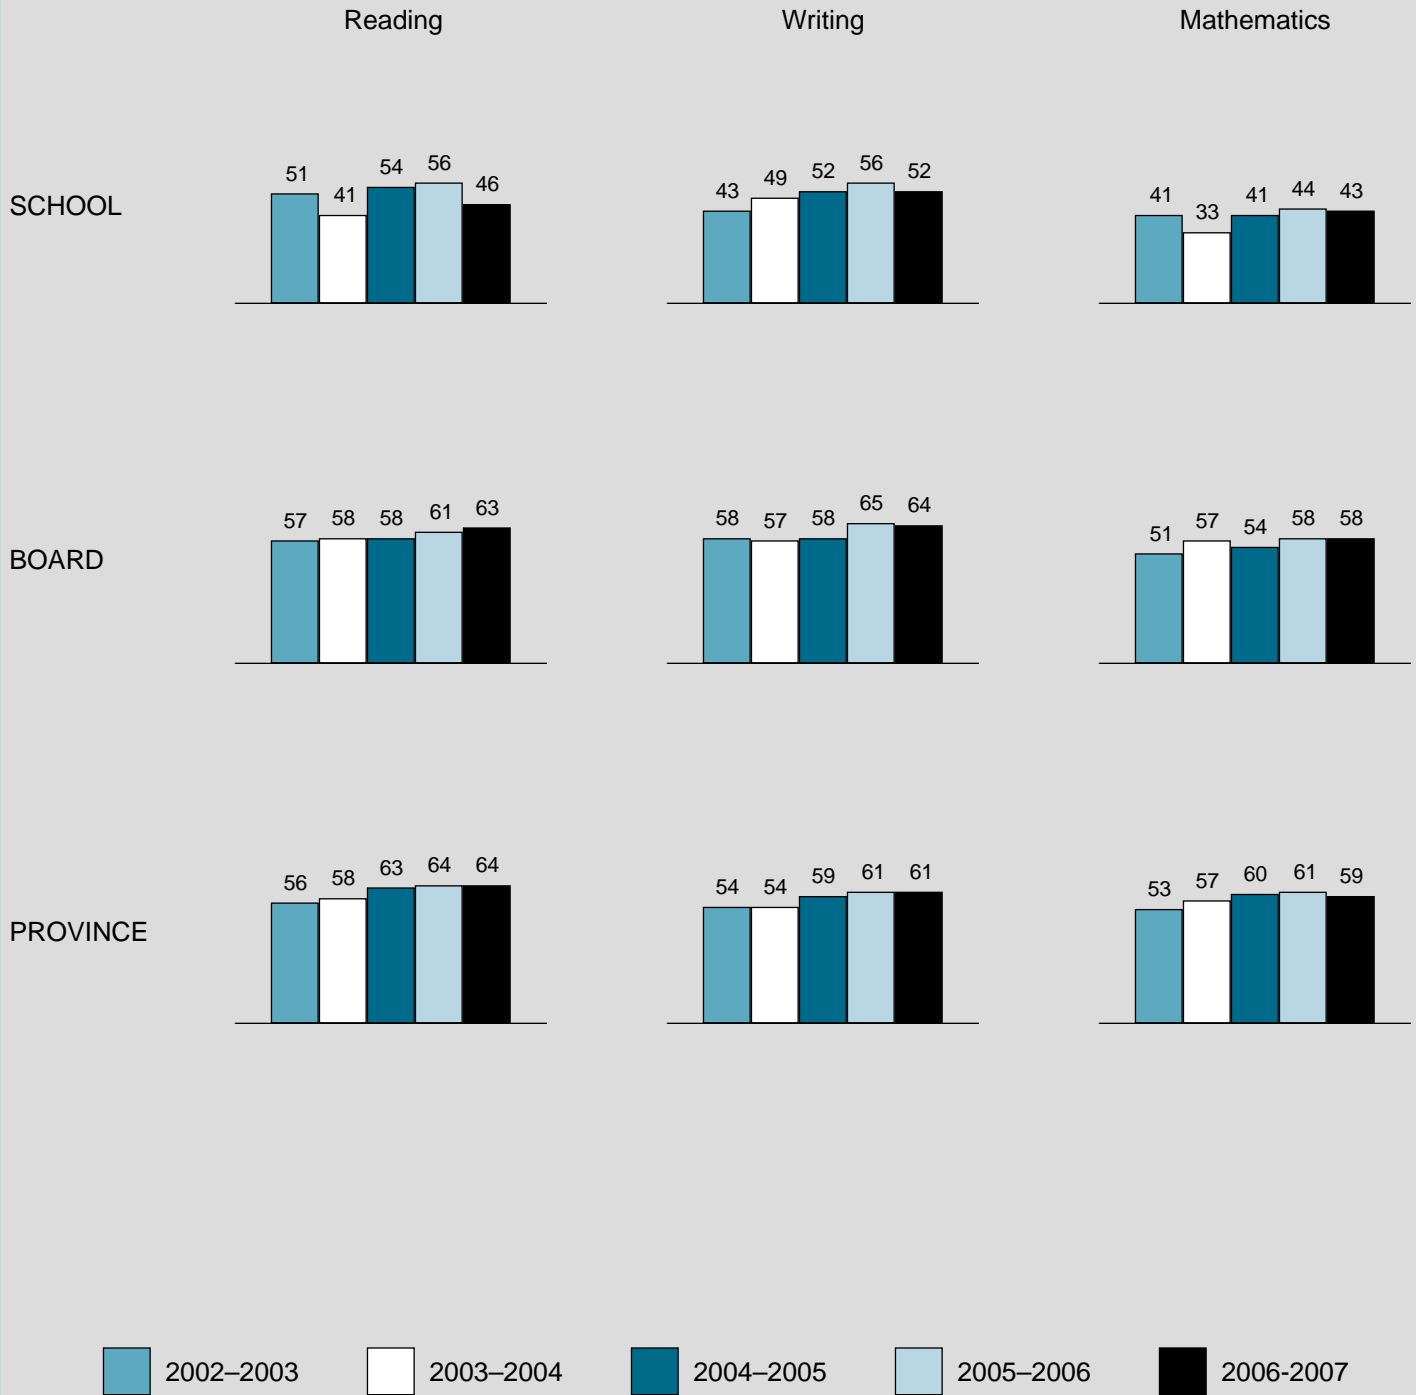 Reading Writing Mathematics
SCHOOL
51 41 54 56 46
43 49 52 56 52
41 33 41 44 43
BOARD
57 58 58 61 63
58 57 58 65 64
51 57 54 58 58
PROVINCE
56 58 63 64 64
54 54 59 61 61
53 57 60 61 59
2002–2003 2003–2004 2004–2005 2005–2006 2006-2007